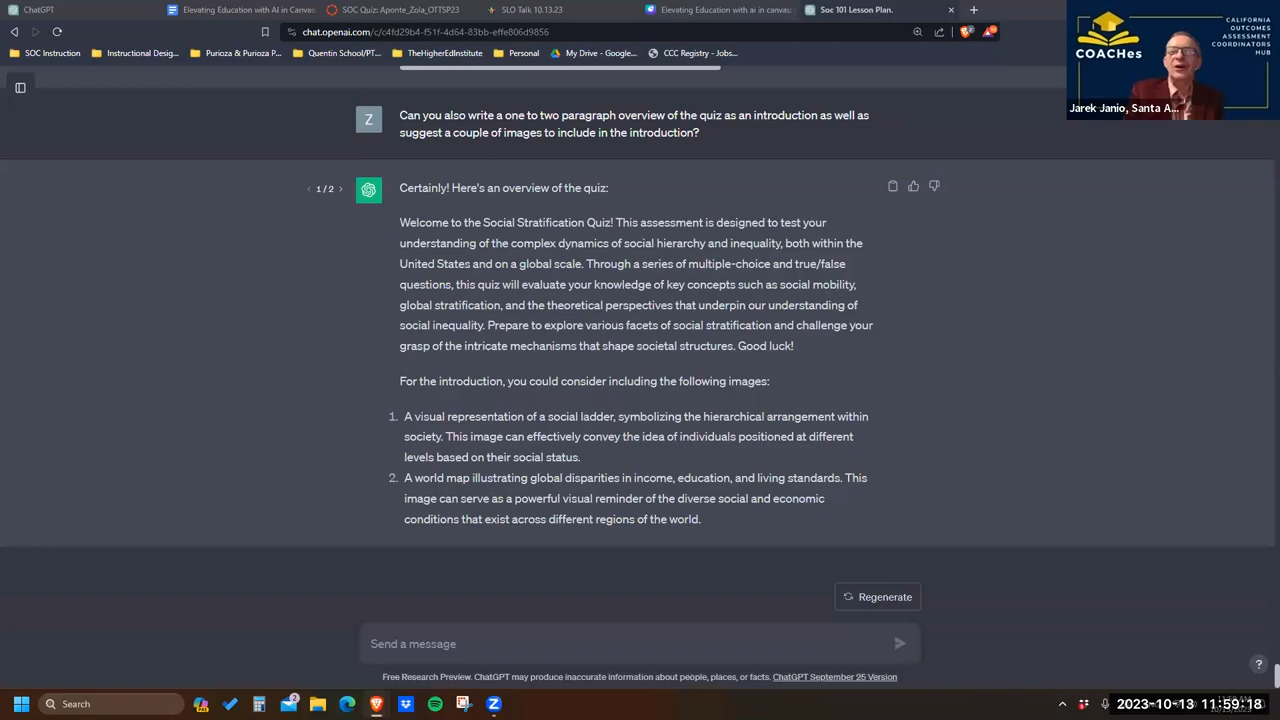 ChatGPT
Elevating Education with AI in Canvas
SOC Quiz: Aponte_Zola_OTTSP23
SLO Talk 10.13.23
Elevating Education with ai in canvas:
Soc 101 Lesson Plan.
chat.openai.com/c/c4fd29b4-f51f-4d64-83bb-effe806d9856
SOC Instruction
Instructional Desig...
Purioza & Purioza P...
Quentin School/PT...
TheHigherEdInstitute
Personal
My Drive - Google...
CCC Registry - Jobs...
CALIFORNIA
OUTCOMES
ASSESSMENT
COORDINATORS
HUB
COACHes
Jarek Janio, Santa A...
Z
Can you also write a one to two paragraph overview of the quiz as an introduction as well as
suggest a couple of images to include in the introduction?
1 / 2
Certainly! Here's an overview of the quiz:
Welcome to the Social Stratification Quiz! This assessment is designed to test your
understanding of the complex dynamics of social hierarchy and inequality, both within the
United States and on a global scale. Through a series of multiple-choice and true/false
questions, this quiz will evaluate your knowledge of key concepts such as social mobility,
global stratification, and the theoretical perspectives that underpin our understanding of
social inequality. Prepare to explore various facets of social stratification and challenge your
grasp of the intricate mechanisms that shape societal structures. Good luck!
For the introduction, you could consider including the following images:
1. A visual representation of a social ladder, symbolizing the hierarchical arrangement within
society. This image can effectively convey the idea of individuals positioned at different
levels based on their social status.
2. A world map illustrating global disparities in income, education, and living standards. This
image can serve as a powerful visual reminder of the diverse social and economic
conditions that exist across different regions of the world.
Regenerate
Send a message
Free Research Preview. ChatGPT may produce inaccurate information about people, places, or facts. ChatGPT September 25 Version
?
Search
2023-10-13 11:59:18